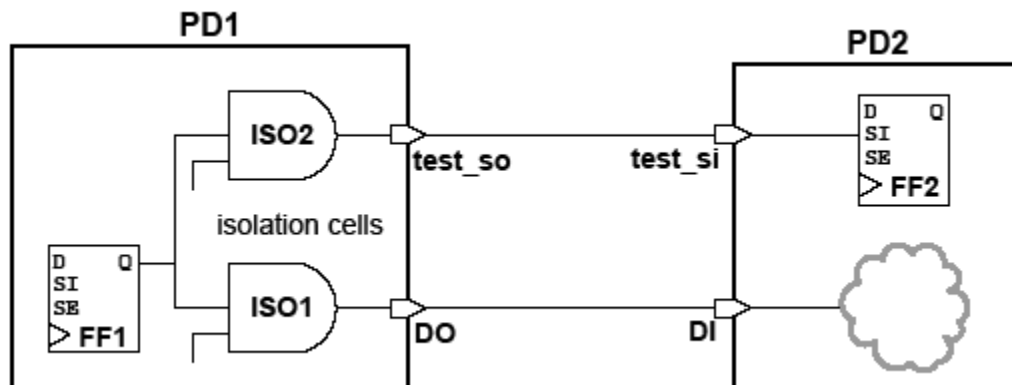 PD1
PD2
ISO2
test_so
test_si
D Q
SI
SE
FF2
isolation cells
D Q
SI
SE
FF1
ISO1
DO
DI